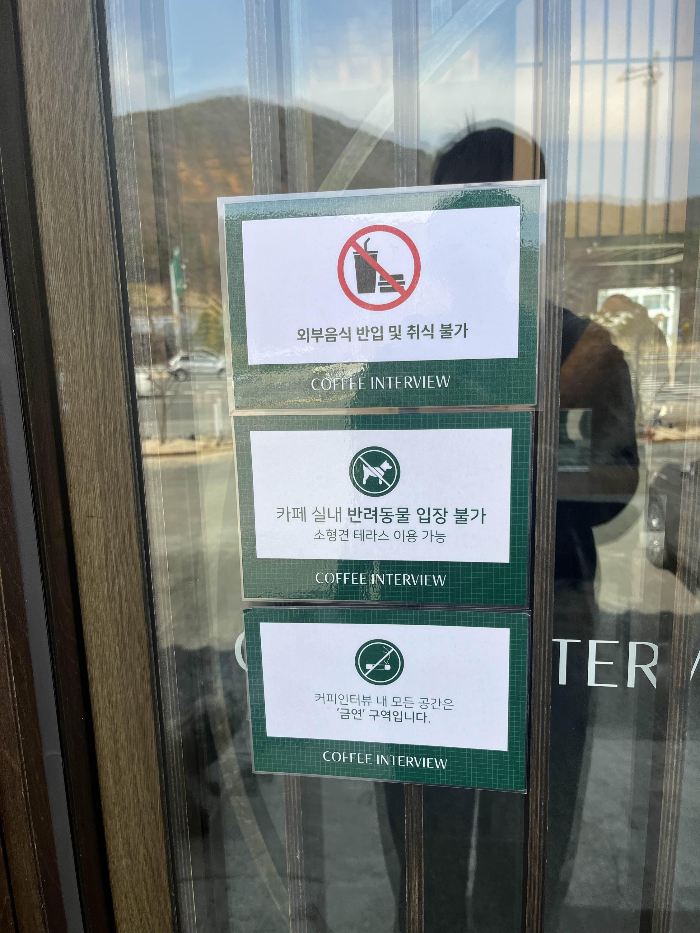 외부음식 반입 및 취식 불가
COFFEE INTERVIEW
카페 실내 반려동물 입장 불가
소형견 테라스 이용 가능
COFFEE INTERVIEW
커피인터뷰 내 모든 공간은
'금연' 구역입니다.
COFFEE INTERVIEW
TER